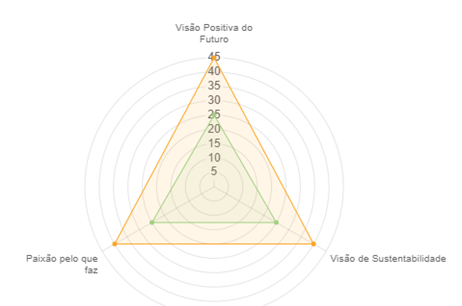 Visão Positiva do
Futuro
45
40
35
30
25
20
15
10
5
Paixão pelo que
faz
Visão de Sustentabilidade